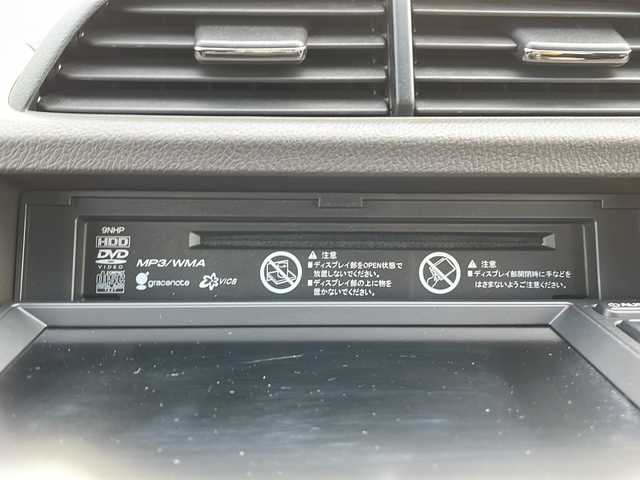 9NHP
HDD
DVD
VIDEO
MP3/WMA
gracenote
VICS
注意
■ディスプレイ部をOPEN状態で
放置しないでください。
■ディスプレイ部の上に物を
置かないでください。
注意
■ディスプレイ部開閉時に手などを
はさまないようご注意ください。